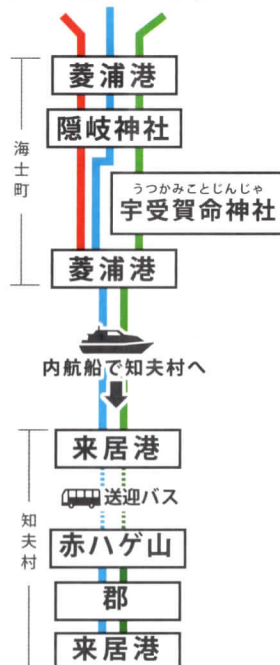 菱浦港
隠岐神社
海士町
うつかみことじんじゃ
宇受賀命神社
菱浦港
内航船で知夫村へ
来居港
送迎バス
知夫村
赤ハゲ山
郡
来居港